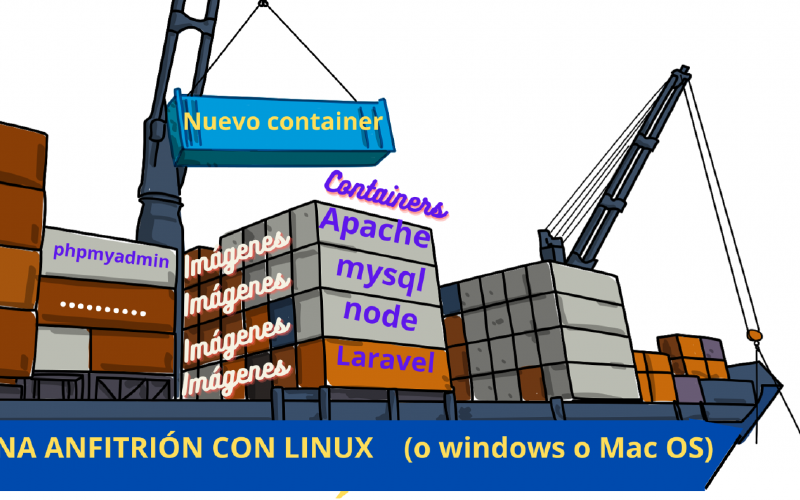 Nuevo container
Containers
Apache
Imágenes
phpmyadmin
mysql
Imágenes
..........
node
Imágenes
Laravel
Imágenes
NA ANFITRIÓN CON LINUX (o windows o Mac OS)